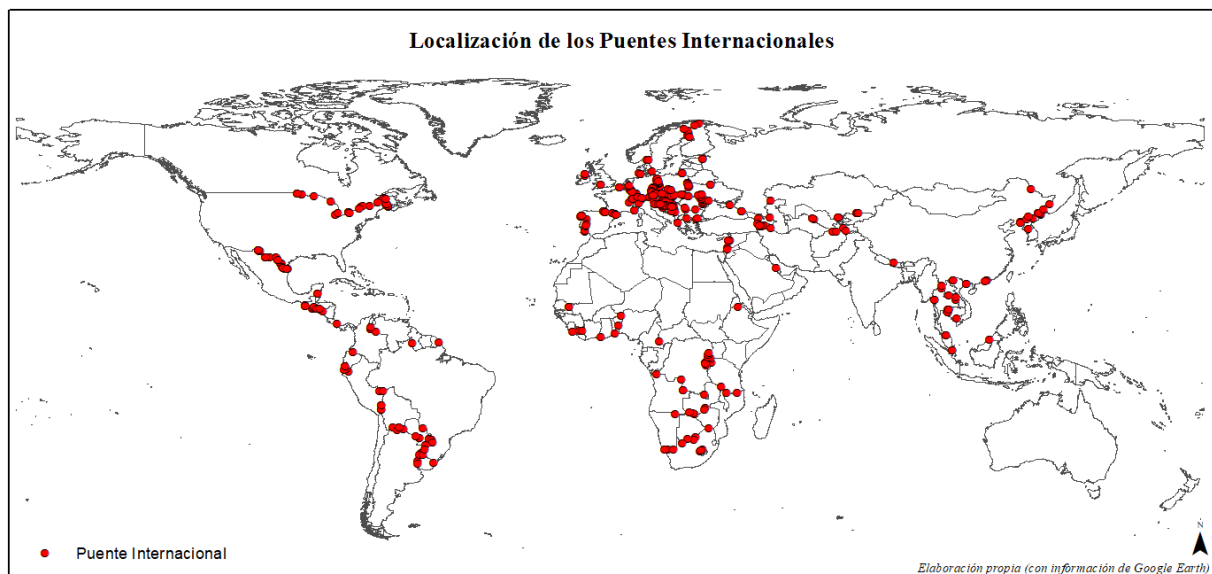 Localización de los Puentes Internacionales
N
Puente Internacional
Elaboración propia (con información de Google Earth)